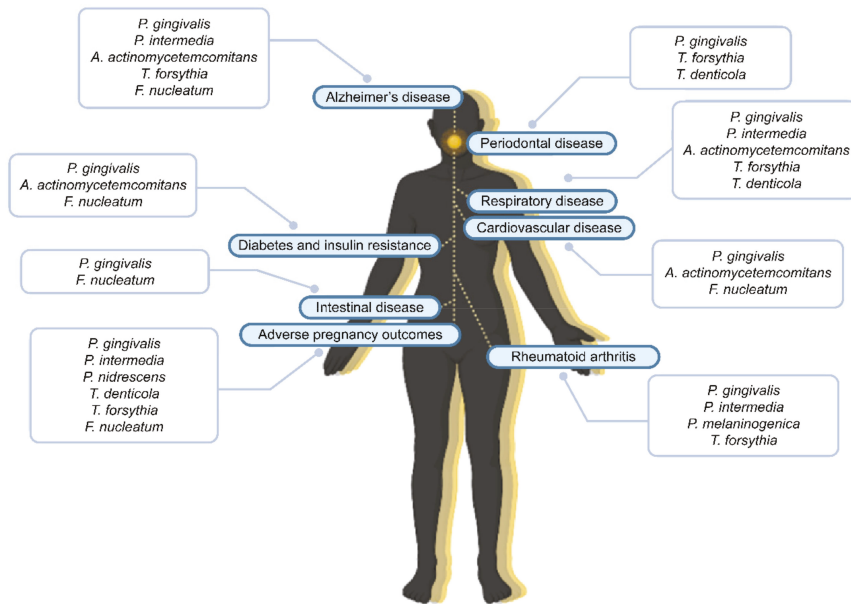 P. gingivalis
P. intermedia
A. actinomycetemcomitans
T. forsythia
F. nucleatum
Alzheimer's disease
P. gingivalis
T. forsythia
T. denticola
Periodontal disease
P. gingivalis
P. intermedia
A. actinomycetemcomitans
T. forsythia
T. denticola
Respiratory disease
P. gingivalis
A. actinomycetemcomitans
F. nucleatum
Diabetes and insulin resistance
Cardiovascular disease
P. gingivalis
A. actinomycetemcomitans
F. nucleatum
P. gingivalis
F. nucleatum
Intestinal disease
Adverse pregnancy outcomes
P. gingivalis
P. intermedia
P. nidrescens
T. denticola
T. forsythia
F. nucleatum
Rheumatoid arthritis
P. gingivalis
P. intermedia
P. melaninogenica
T. forsythia